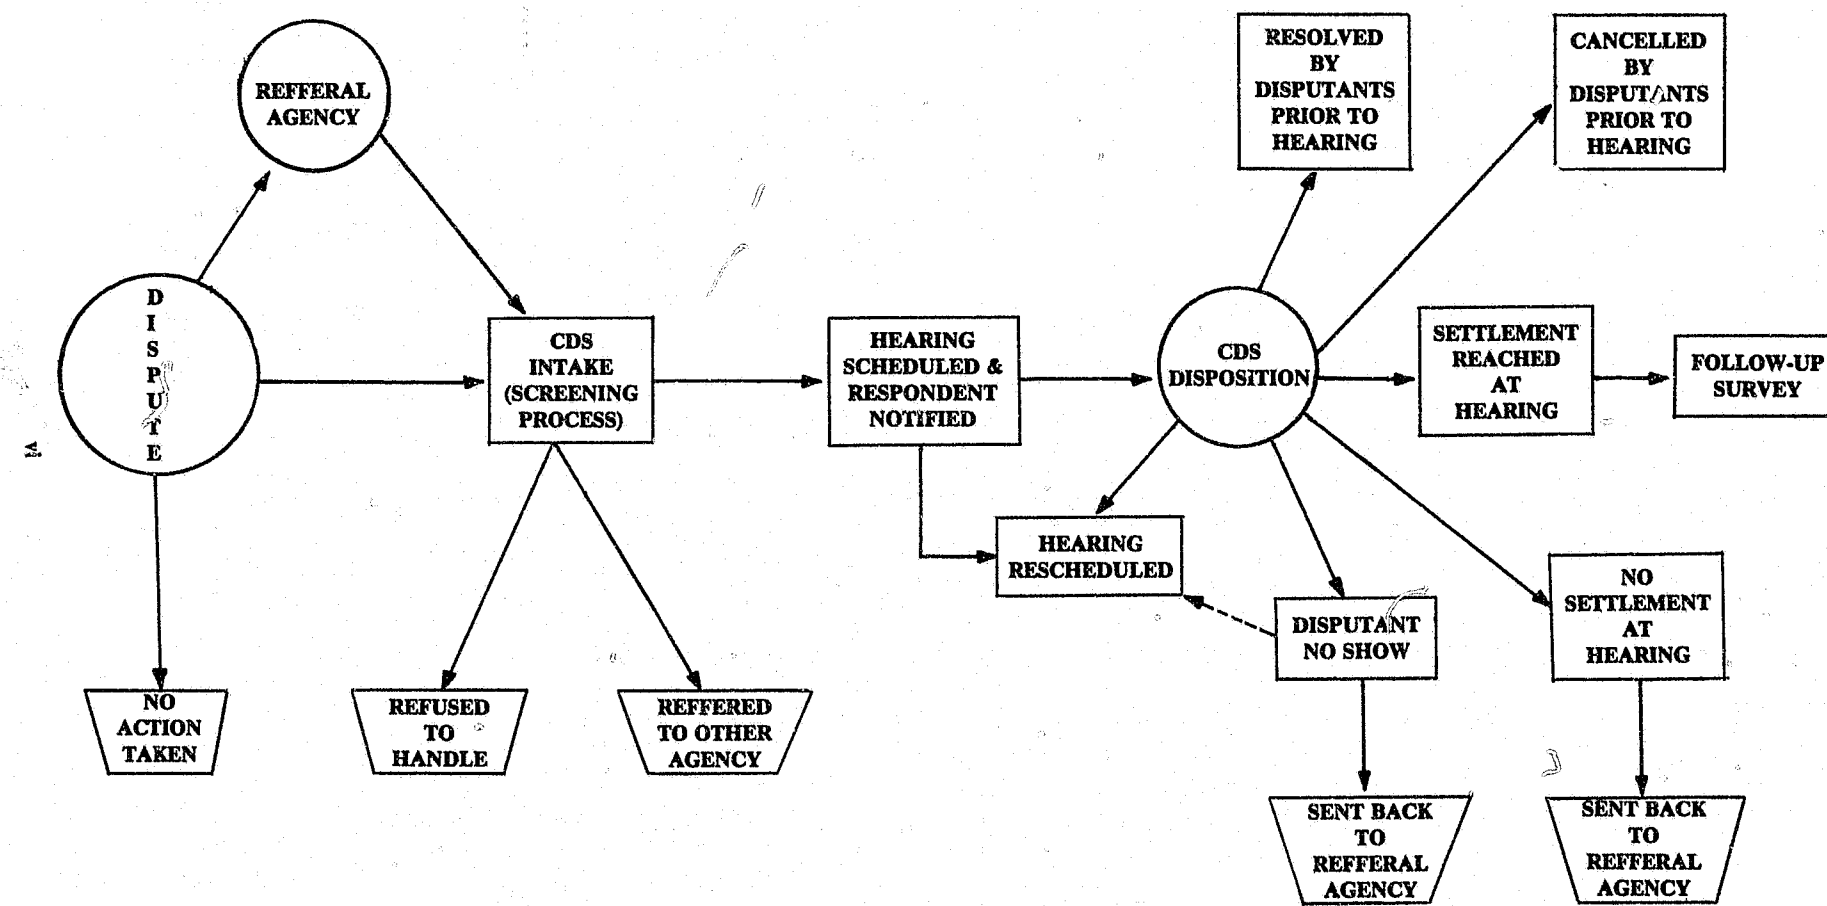 REFFERAL
AGENCY
D
I
S
P
U
T
E
NO
ACTION
TAKEN
CDS
INTAKE
(SCREENING
PROCESS)
REFUSED
TO
HANDLE
REFFERED
TO OTHER
AGENCY
HEARING
SCHEDULED &
RESPONDENT
NOTIFIED
HEARING
RESCHEDULED
CDS
DISPOSITION
RESOLVED
BY
DISPUTANTS
PRIOR TO
HEARING
CANCELLED
BY
DISPUTANTS
PRIOR TO
HEARING
SETTLEMENT
REACHED
AT
HEARING
FOLLOW-UP
SURVEY
DISPUTANT
NO SHOW
NO
SETTLEMENT
AT
HEARING
SENT BACK
TO
REFFERAL
AGENCY
SENT BACK
TO
REFFERAL
AGENCY